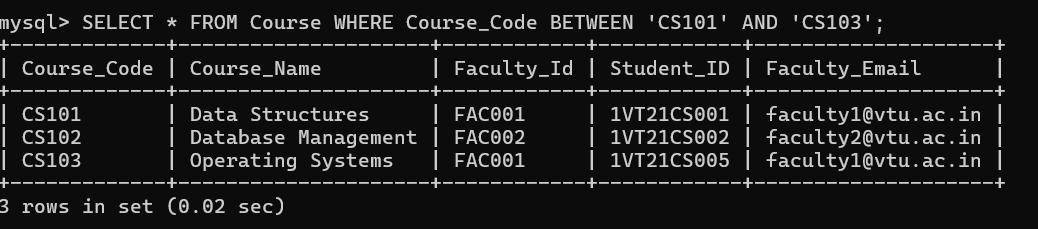 mysql> SELECT * FROM Course WHERE Course_Code BETWEEN 'CS101' AND 'CS103';
+-------------+---------------------+------------+------------+--------------------+
| Course_Code | Course_Name         | Faculty_Id | Student_ID | Faculty_Email      |
+-------------+---------------------+------------+------------+--------------------+
| CS101       | Data Structures     | FAC001     | 1VT21CS001 | faculty1@vtu.ac.in |
| CS102       | Database Management | FAC002     | 1VT21CS002 | faculty2@vtu.ac.in |
| CS103       | Operating Systems   | FAC001     | 1VT21CS005 | faculty1@vtu.ac.in |
+-------------+---------------------+------------+------------+--------------------+
3 rows in set (0.02 sec)